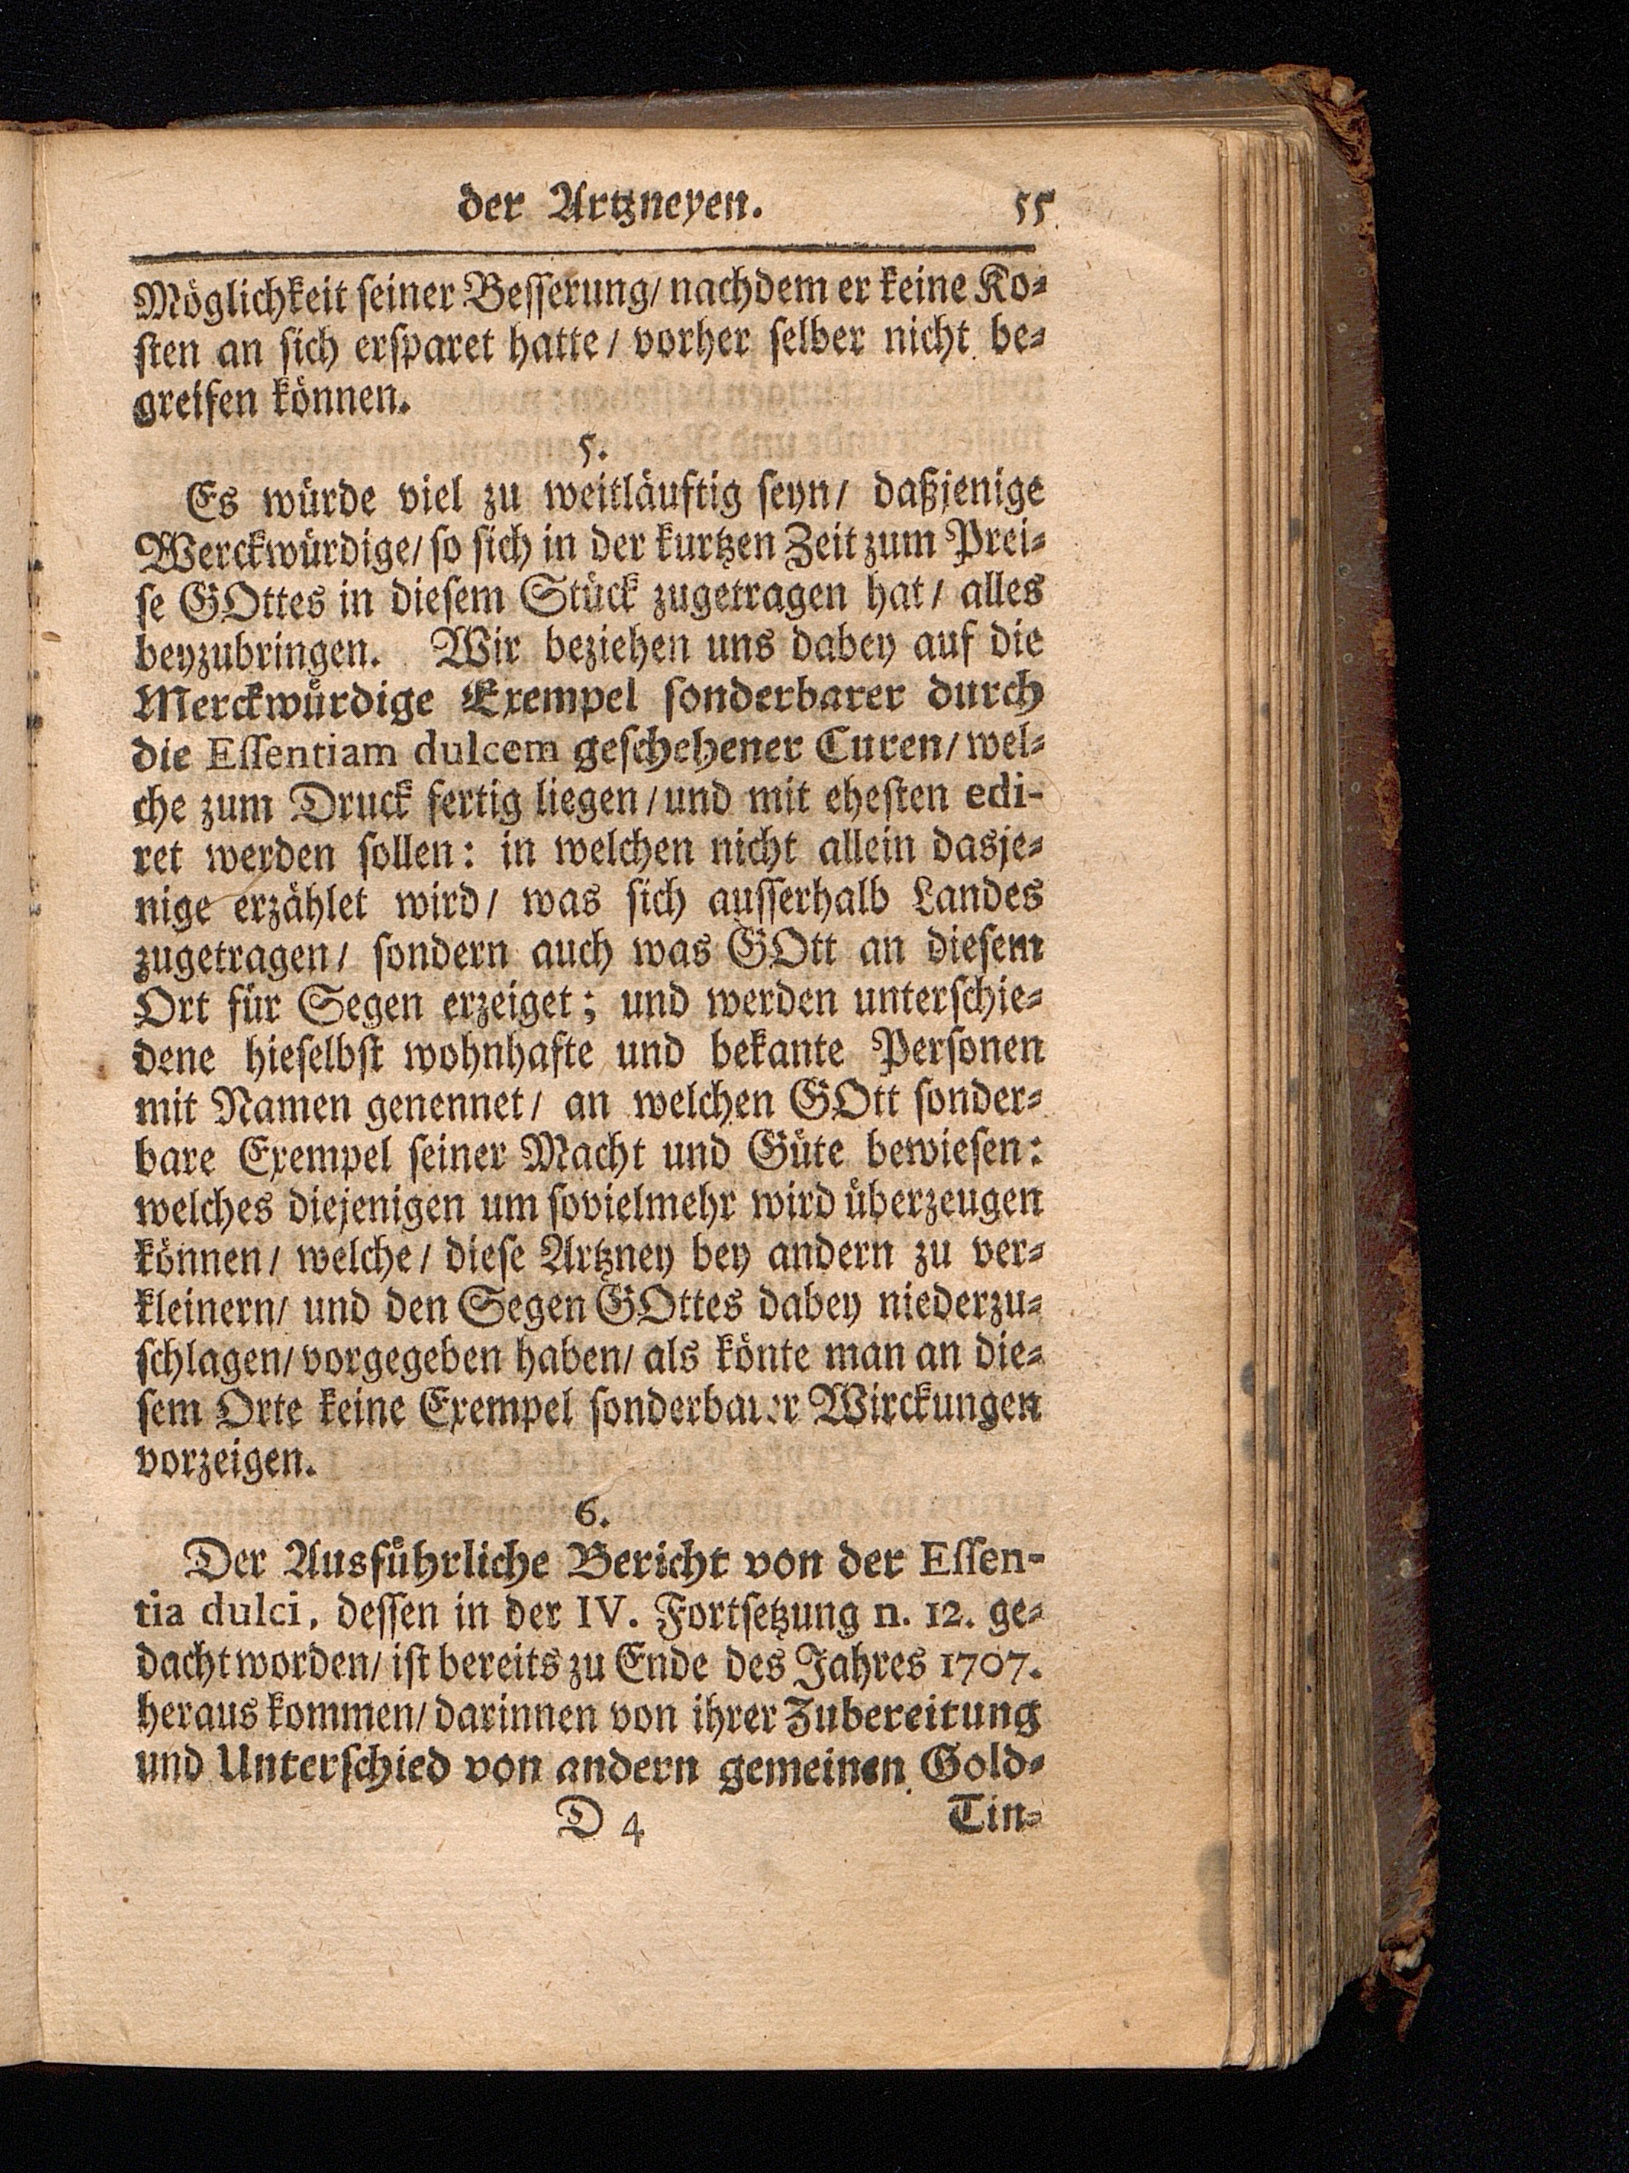 der Artzneyen. 55
Möglichkeit seiner Besserung/ nachdem er keine Ko-
sten an sich ersparet hatte/ vorher selber nicht be-
greifen können.
5.
Es würde viel zu weitläuftig seyn/ daßjenige
Werckwürdige/ so sich in der kurtzen Zeit zum Prei-
se GOttes in diesem Stück zugetragen hat/ alles
beyzubringen. Wir beziehen uns dabey auf die
Merckwürdige Exempel sonderbarer durch
die Essentiam dulcem geschehener Curen/ wel-
che zum Druck fertig liegen/ und mit ehesten edi-
ret werden sollen: in welchen nicht allein dasje-
nige erzählet wird/ was sich ausserhalb Landes
zugetragen/ sondern auch was GOtt an diesem
Ort für Segen erzeiget; und werden unterschie-
dene hieselbst wohnhafte und bekante Personen
mit Namen genennet/ an welchen GOtt sonder-
bare Exempel seiner Macht und Güte bewiesen:
welches diejenigen um sovielmehr wird überzeugen
können/ welche/ diese Artzney bey andern zu ver-
kleinern/ und den Segen GOttes dabey niederzu-
schlagen/ vorgegeben haben/ als könte man an die-
sem Orte keine Exempel sonderbarer Wirckungen
vorzeigen.
6.
Der Ausführliche Bericht von der Essen-
tia dulci, dessen in der IV. Fortsetzung n. 12. ge-
dacht worden/ ist bereits zu Ende des Jahres 1707.
heraus kommen/ darinnen von ihrer Zubereitung
und Unterschied von andern gemeinen Gold-
D 4 Tin-